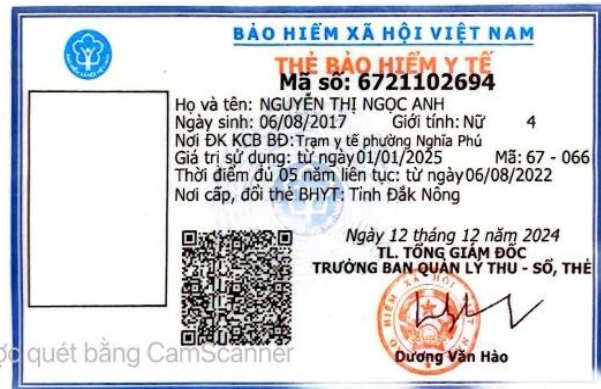 BẢO HIỂM XÃ HỘI VIỆT NAM
THẺ BẢO HIỂM Y TẾ
Mã số: 6721102694
Họ và tên: NGUYỄN THỊ NGỌC ANH
Ngày sinh: 06/08/2017 Giới tính: Nữ 4
Nơi ĐK KCB BĐ: Trạm y tế phường Nghĩa Phú
Giá trị sử dụng: từ ngày 01/01/2025 Mã: 67 - 066
Thời điểm đủ 05 năm liên tục: từ ngày 06/08/2022
Nơi cấp, đổi thẻ BHYT: Tỉnh Đắk Nông
Ngày 12 tháng 12 năm 2024
TL. TỔNG GIÁM ĐỐC
TRƯỞNG BAN QUẢN LÝ THU - SỔ, THẺ
Dương Văn Hào
quét bằng CamScanner